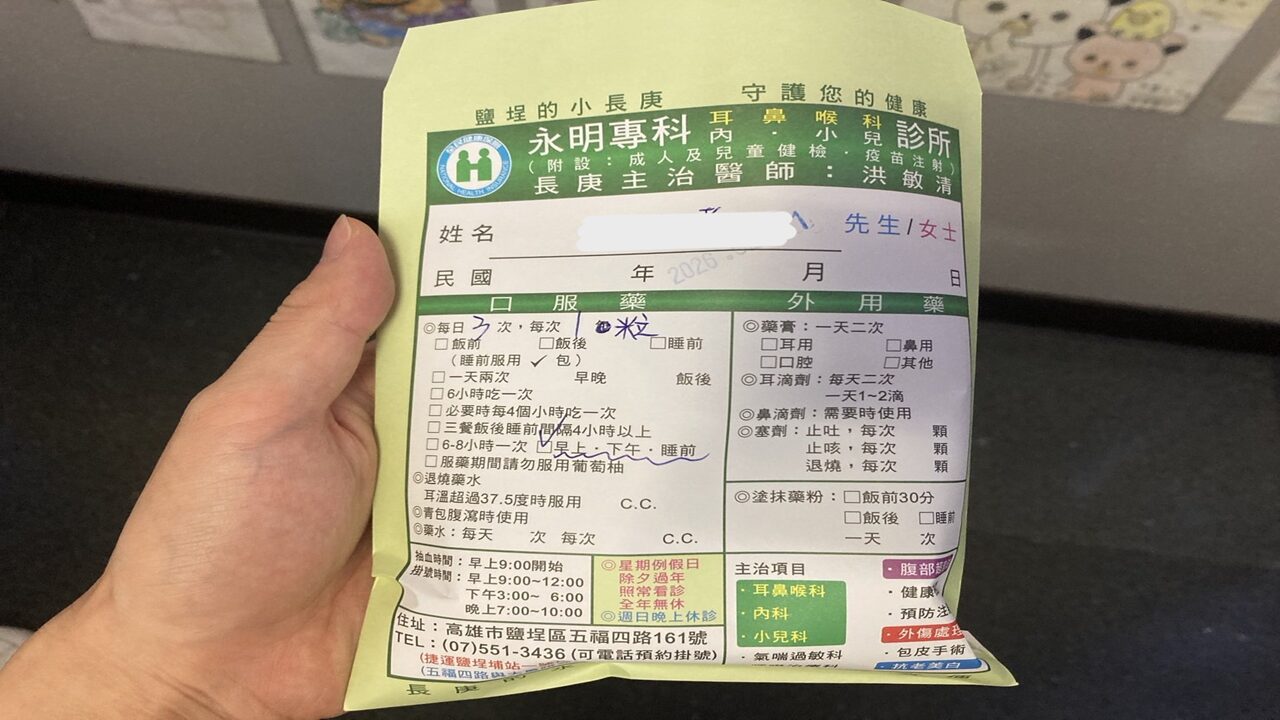 鹽埕的小長庚 守護您的健康
永明專科 耳鼻喉科 內・小兒 診所
(附設:成人及兒童健檢・疫苗注射)
長庚主治醫師:洪敏清
NATIONAL HEALTH INSURANCE
姓名 先生/女士
民國 年 月 日
2026
口服藥
◎每日3次,每次1粒
□飯前 □飯後 □睡前
(睡前服用✓包)
□一天兩次 早晚 飯後
□6小時吃一次
□必要時每4個小時吃一次
□三餐飯後睡前間隔4小時以上
□6-8小時一次 ☑早上・下午・睡前
□服藥期間請勿服用葡萄柚
◎退燒藥水
耳溫超過37.5度時服用 C.C.
◎青包腹瀉時使用
◎藥水:每天 次 每次 C.C.
外用藥
◎藥膏:一天二次
□耳用 □鼻用
□口腔 □其他
◎耳滴劑:每天二次
一天1~2滴
◎鼻滴劑:需要時使用
◎塞劑:止吐,每次 顆
止咳,每次 顆
退燒,每次 顆
◎塗抹藥粉:□飯前30分
□飯後 □睡前
一天 次
抽血時間:早上9:00開始
掛號時間:早上9:00~12:00
下午3:00~ 6:00
晚上7:00~10:00
◎星期例假日
除夕過年
照常看診
全年無休
◎週日晚上休診
住址:高雄市鹽埕區五福四路161號
TEL:(07)551-3436 (可電話預約掛號)
(捷運鹽埕埔站一
(五福四路與
主治項目
・耳鼻喉科
・內科
・小兒科
・氣喘過敏科
・腹部
・健康
・預防注
・外傷處理
・包皮手術
・抗老美白
長庚的